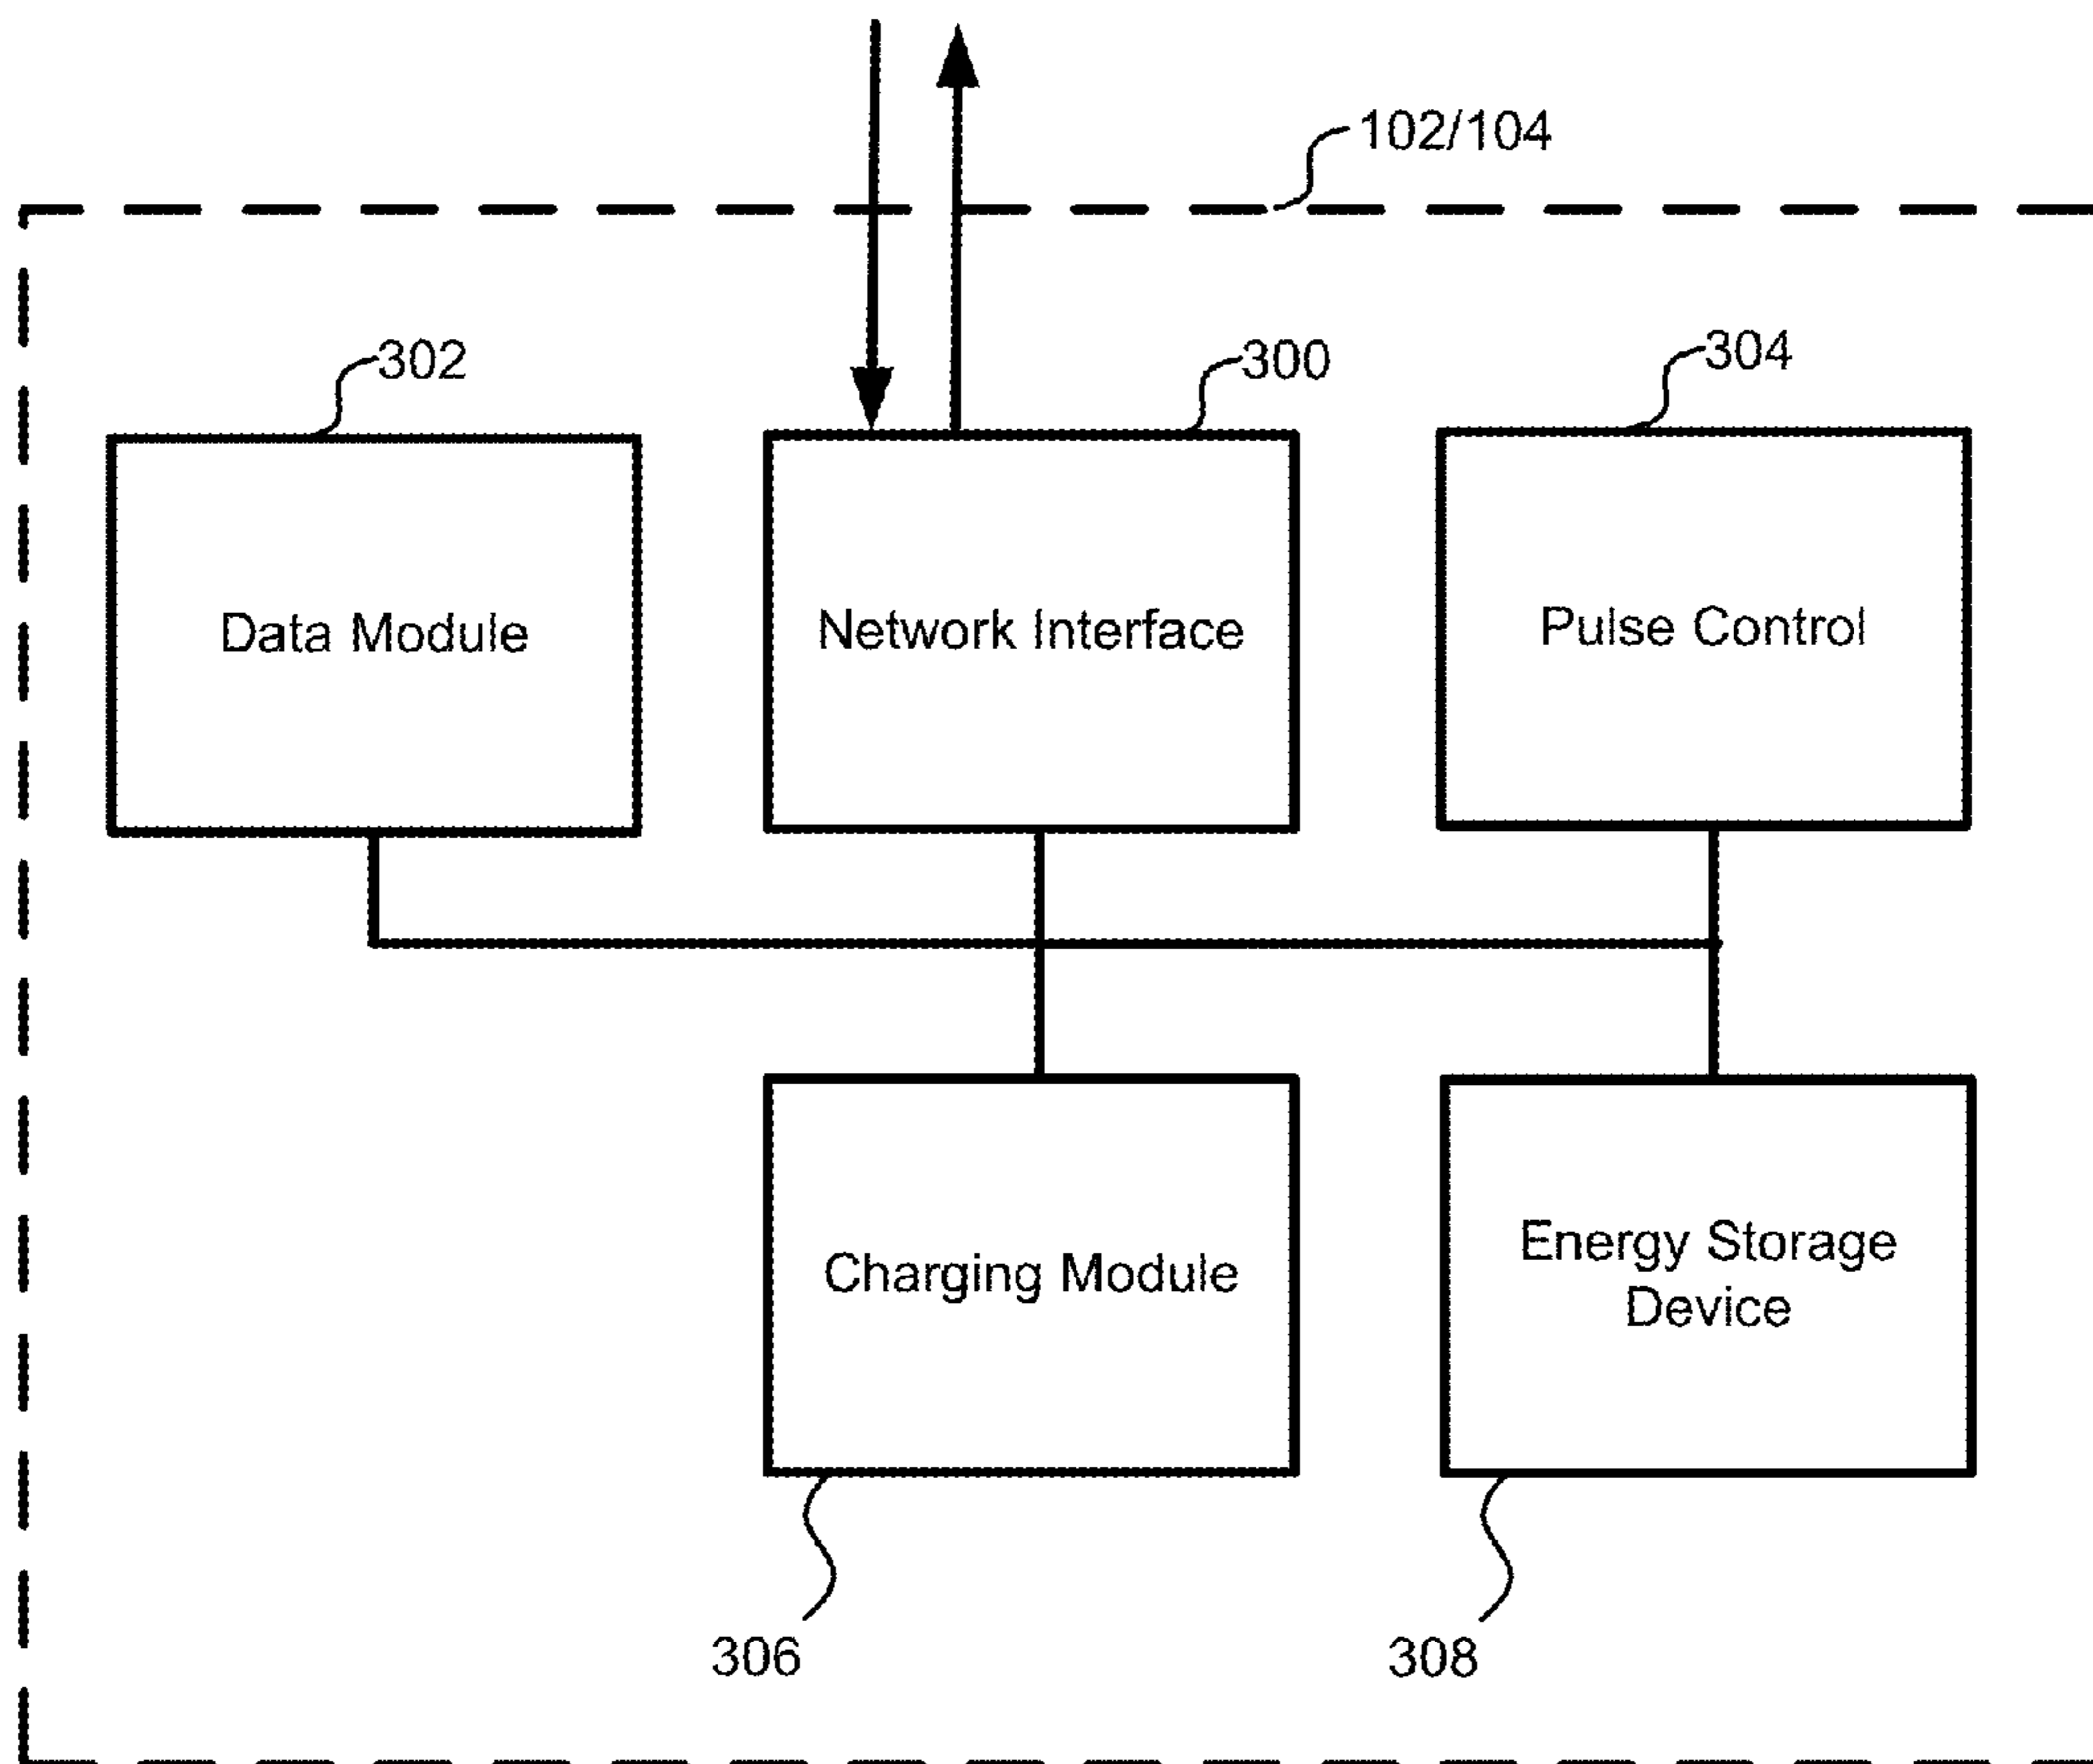 102/104
302
300
304
Data Module
Network Interface
Pulse Control
Charging Module
Energy Storage
Device
306
308